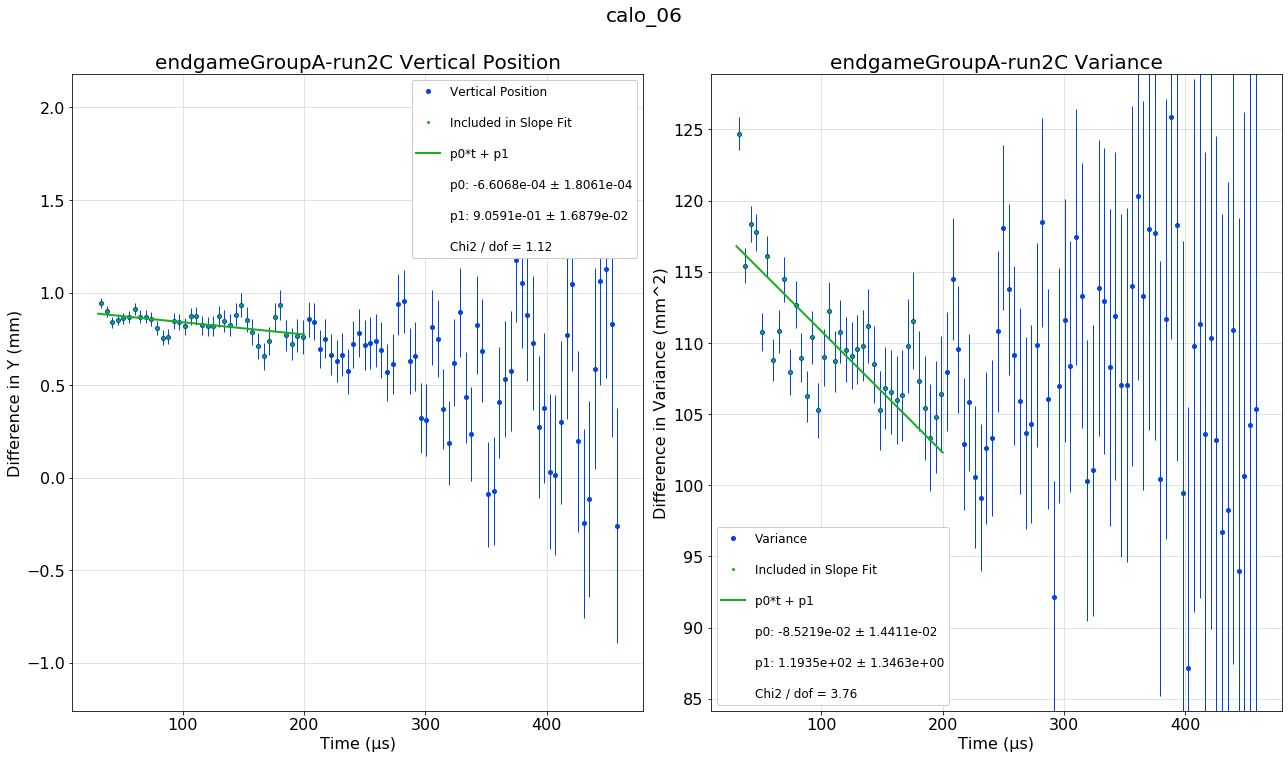 calo_06
endgameGroupA-run2C Vertical Position
Difference in Y (mm)
2.0
1.5
1.0
0.5
0.0
−0.5
−1.0
Vertical Position
Included in Slope Fit
p0*t + p1
p0: -6.6068e-04 ± 1.8061e-04
p1: 9.0591e-01 ± 1.6879e-02
Chi2 / dof = 1.12
100 200 300 400
Time (μs)
endgameGroupA-run2C Variance
Difference in Variance (mm^2)
125
120
115
110
105
100
95
90
85
Variance
Included in Slope Fit
p0*t + p1
p0: -8.5219e-02 ± 1.4411e-02
p1: 1.1935e+02 ± 1.3463e+00
Chi2 / dof = 3.76
100 200 300 400
Time (μs)